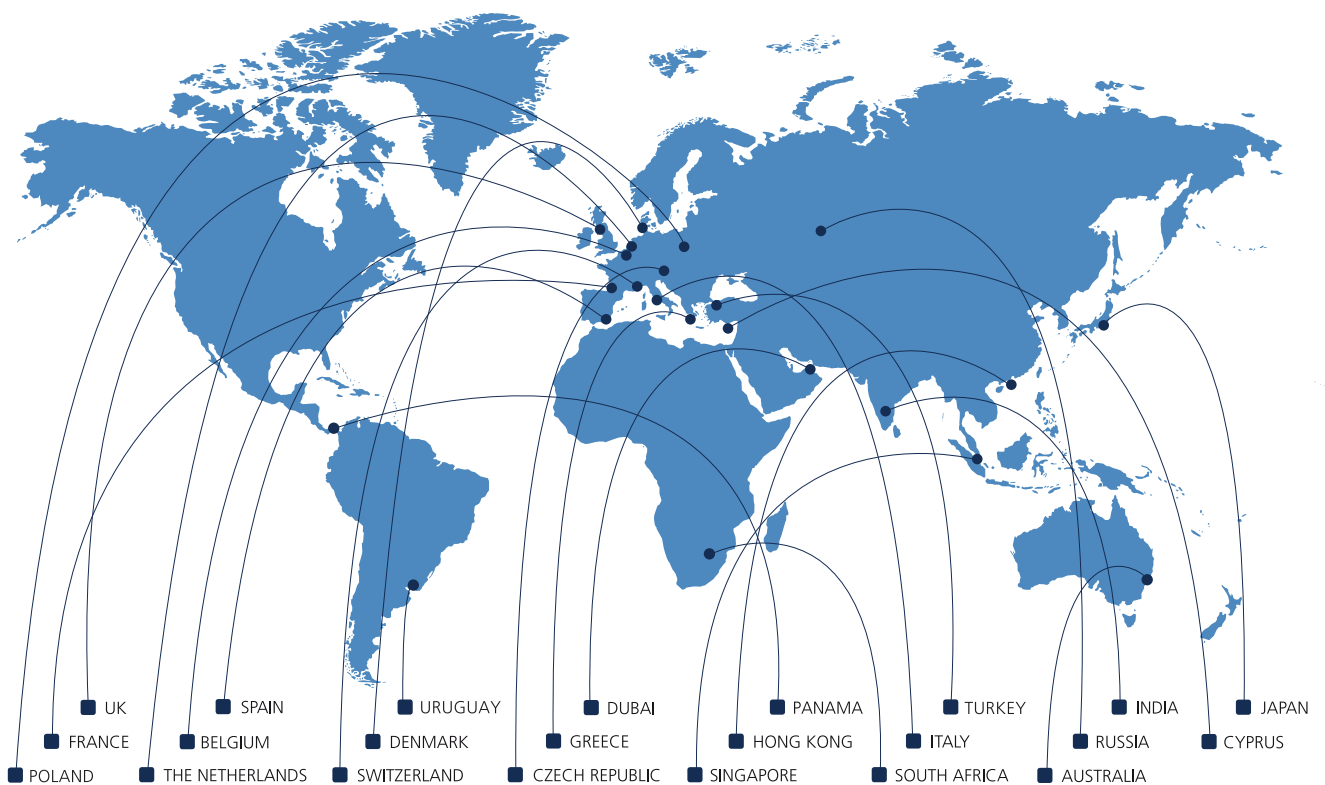 UK SPAIN URUGUAY DUBAI PANAMA TURKEY INDIA JAPAN
FRANCE BELGIUM DENMARK GREECE HONG KONG ITALY RUSSIA CYPRUS
POLAND THE NETHERLANDS SWITZERLAND CZECH REPUBLIC SINGAPORE SOUTH AFRICA AUSTRALIA